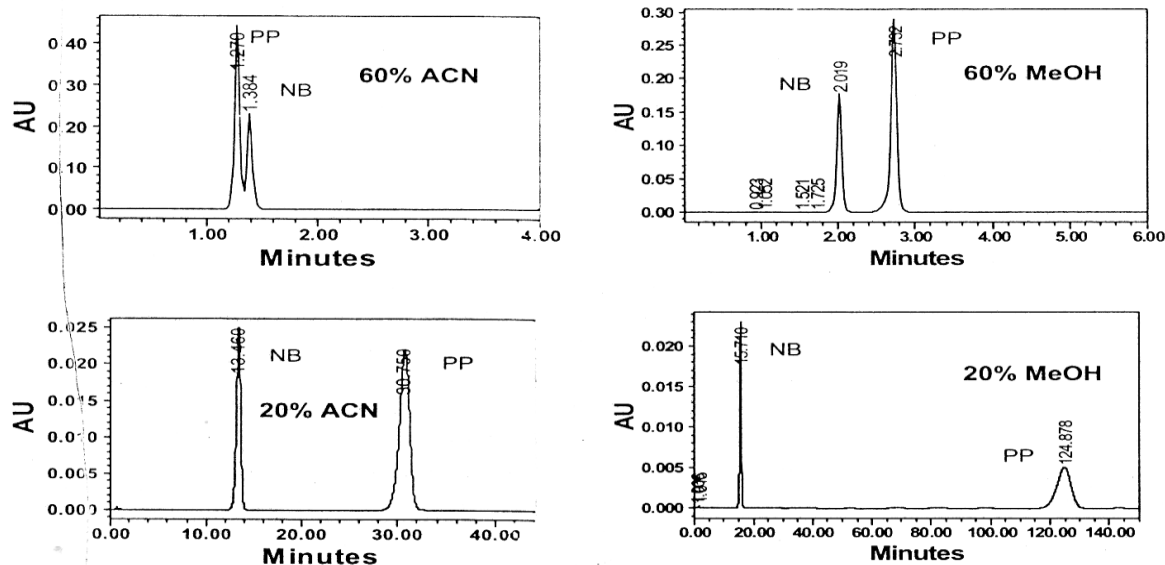 0.40
0.30
0.20
0.10
0.00
AU
1.270
PP
1.384
NB
60% ACN
1.00 2.00 3.00 4.00
Minutes
0.30
0.25
0.20
0.15
0.10
0.05
0.00
AU
0.923
1.521
1.725
NB
2.019
2.732
PP
60% MeOH
1.00 2.00 3.00 4.00 5.00 6.00
Minutes
0.025
0.020
0.015
0.010
0.005
0.000
AU
13.460
NB
30.750
PP
20% ACN
0.00 10.00 20.00 30.00 40.00
Minutes
0.020
0.015
0.010
0.005
0.000
AU
15.710
NB
20% MeOH
PP
124.878
0.00 20.00 40.00 60.00 80.00 100.00 120.00 140.00
Minutes